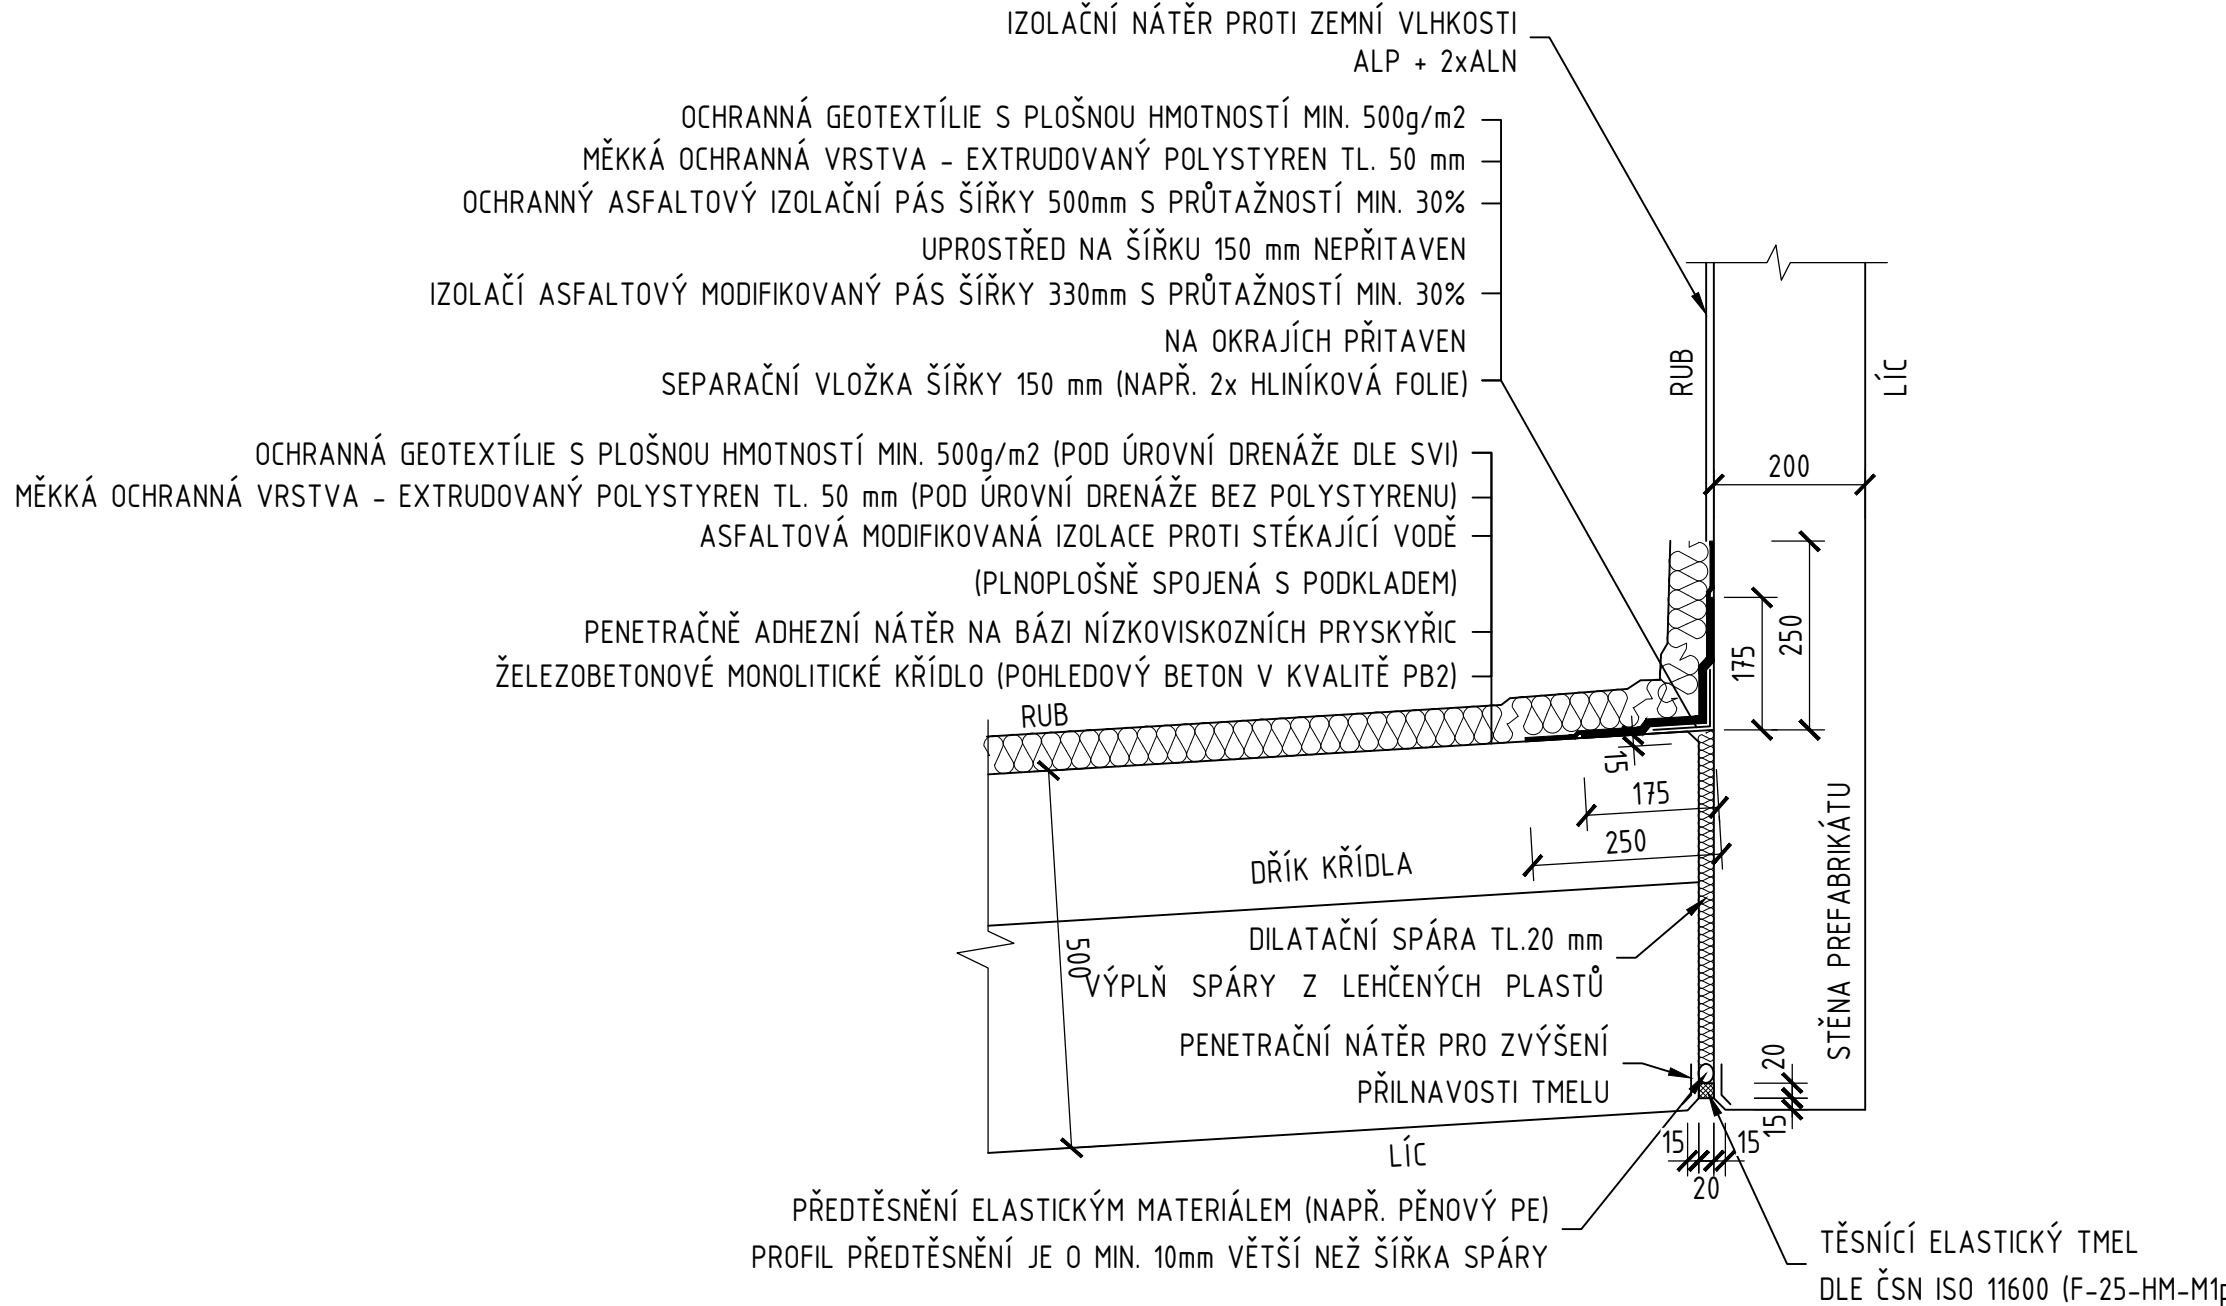 IZOLAČNÍ NÁTĚR PROTI ZEMNÍ VLHKOSTI
ALP + 2xALN
OCHRANNÁ GEOTEXTÍLIE S PLOŠNOU HMOTNOSTÍ MIN. 500g/m2
MĚKKÁ OCHRANNÁ VRSTVA - EXTRUDOVANÝ POLYSTYREN TL. 50 mm
OCHRANNÝ ASFALTOVÝ IZOLAČNÍ PÁS ŠÍŘKY 500mm S PRŮTAŽNOSTÍ MIN. 30%
UPROSTŘED NA ŠÍŘKU 150 mm NEPŘITAVEN
IZOLAČÍ ASFALTOVÝ MODIFIKOVANÝ PÁS ŠÍŘKY 330mm S PRŮTAŽNOSTÍ MIN. 30%
NA OKRAJÍCH PŘITAVEN
SEPARAČNÍ VLOŽKA ŠÍŘKY 150 mm (NAPŘ. 2x HLINÍKOVÁ FOLIE)
RUB
LÍC
OCHRANNÁ GEOTEXTÍLIE S PLOŠNOU HMOTNOSTÍ MIN. 500g/m2 (POD ÚROVNÍ DRENÁŽE DLE SVI)
MĚKKÁ OCHRANNÁ VRSTVA - EXTRUDOVANÝ POLYSTYREN TL. 50 mm (POD ÚROVNÍ DRENÁŽE BEZ POLYSTYRENU)
ASFALTOVÁ MODIFIKOVANÁ IZOLACE PROTI STÉKAJÍCÍ VODĚ
(PLNOPLOŠNĚ SPOJENÁ S PODKLADEM)
PENETRAČNĚ ADHEZNÍ NÁTĚR NA BÁZI NÍZKOVISKOZNÍCH PRYSKYŘIC
ŽELEZOBETONOVÉ MONOLITICKÉ KŘÍDLO (POHLEDOVÝ BETON V KVALITĚ PB2)
200
175
250
RUB
15
175
250
DŘÍK KŘÍDLA
STĚNA PREFABRIKÁTU
500
DILATAČNÍ SPÁRA TL.20 mm
VÝPLŇ SPÁRY Z LEHČENÝCH PLASTŮ
PENETRAČNÍ NÁTĚR PRO ZVÝŠENÍ
PŘILNAVOSTI TMELU
20
15
LÍC
15
15
20
PŘEDTĚSNĚNÍ ELASTICKÝM MATERIÁLEM (NAPŘ. PĚNOVÝ PE)
PROFIL PŘEDTĚSNĚNÍ JE O MIN. 10mm VĚTŠÍ NEŽ ŠÍŘKA SPÁRY
TĚSNÍCÍ ELASTICKÝ TMEL
DLE ČSN ISO 11600 (F-25-HM-M1p